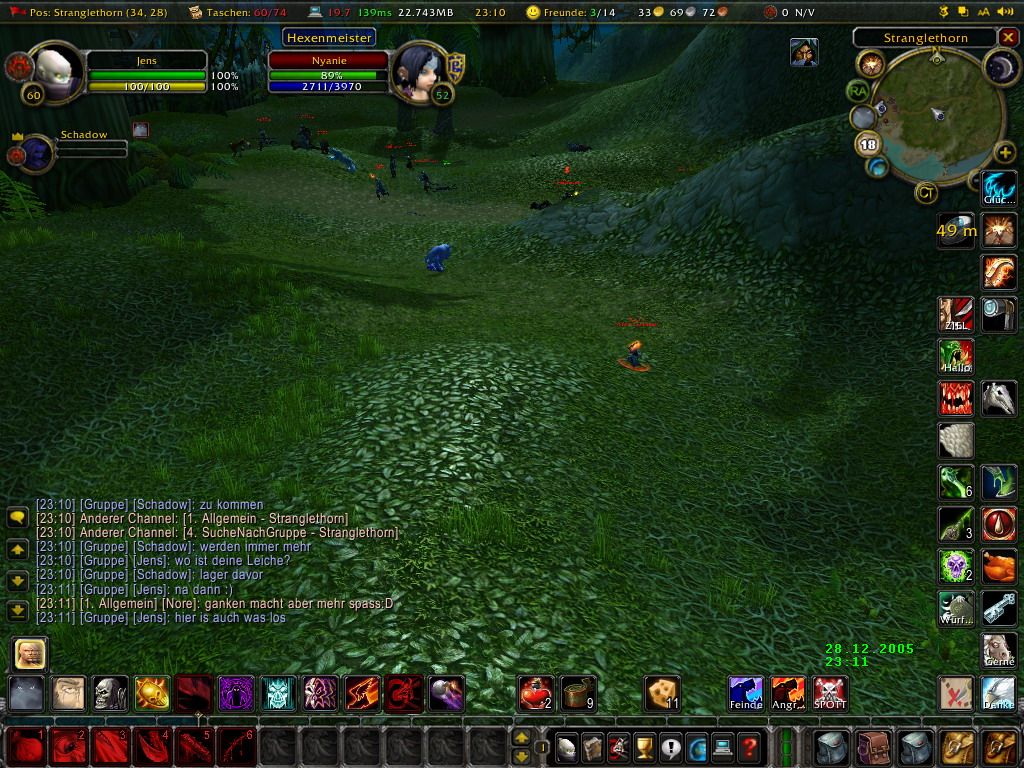 Pos: Stranglethorn (34, 28)
Taschen: 60/74
19.7 139ms 22.743MB
23:10
Freunde: 3/14
33 69 72
0 N/V
Hexenmeister
Stranglethorn
Jens
100%
100/100
100%
60
Nyanie
89%
2711/3970
52
Schadow
RA
18
CT
49 m
ZIEL
Hallo
6
3
2
Würf...
Gerne
[23:10] [Gruppe] [Schadow]: zu kommen
[23:10] Anderer Channel: [1. Allgemein - Stranglethorn]
[23:10] Anderer Channel: [4. SucheNachGruppe - Stranglethorn]
[23:10] [Gruppe] [Schadow]: werden immer mehr
[23:10] [Gruppe] [Jens]: wo ist deine Leiche?
[23:10] [Gruppe] [Schadow]: lager davor
[23:11] [Gruppe] [Jens]: na dann :)
[23:11] [1. Allgemein] [Nore]: ganken macht aber mehr spass:D
[23:11] [Gruppe] [Jens]: hier is auch was los
28.12.2005
23:11
2
9
11
Feinde
Angr...
SPOTT
Danke
1
2
3
4
5
6
1